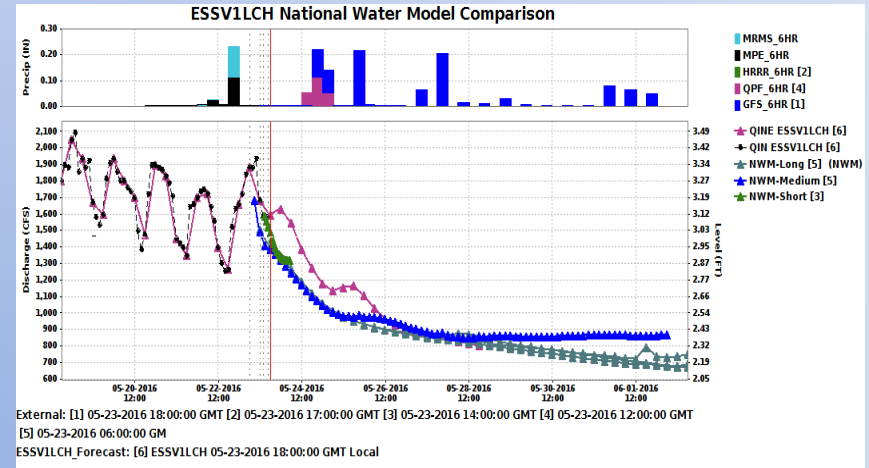 ESSV1LCH National Water Model Comparison
Precip (IN)
0.30
0.20
0.10
0.00
MRMS_6HR
MPE_6HR
HRRR_6HR [2]
QPF_6HR [4]
GFS_6HR [1]
Discharge (CFS)
2,100
2,000
1,900
1,800
1,700
1,600
1,500
1,400
1,300
1,200
1,100
1,000
900
800
700
600
3.49
3.42
3.34
3.27
3.19
3.12
3.03
2.95
2.87
2.77
2.66
2.54
2.43
2.32
2.19
2.05
Level (FT)
QINE ESSV1LCH [6]
QIN ESSV1LCH [6]
NWM-Long [5] (NWM)
NWM-Medium [5]
NWM-Short [3]
05-20-2016
12:00
05-22-2016
12:00
05-24-2016
12:00
05-26-2016
12:00
05-28-2016
12:00
05-30-2016
12:00
06-01-2016
12:00
External: [1] 05-23-2016 18:00:00 GMT [2] 05-23-2016 17:00:00 GMT [3] 05-23-2016 14:00:00 GMT [4] 05-23-2016 12:00:00 GMT
[5] 05-23-2016 06:00:00 GM
ESSV1LCH_Forecast: [6] ESSV1LCH 05-23-2016 18:00:00 GMT Local